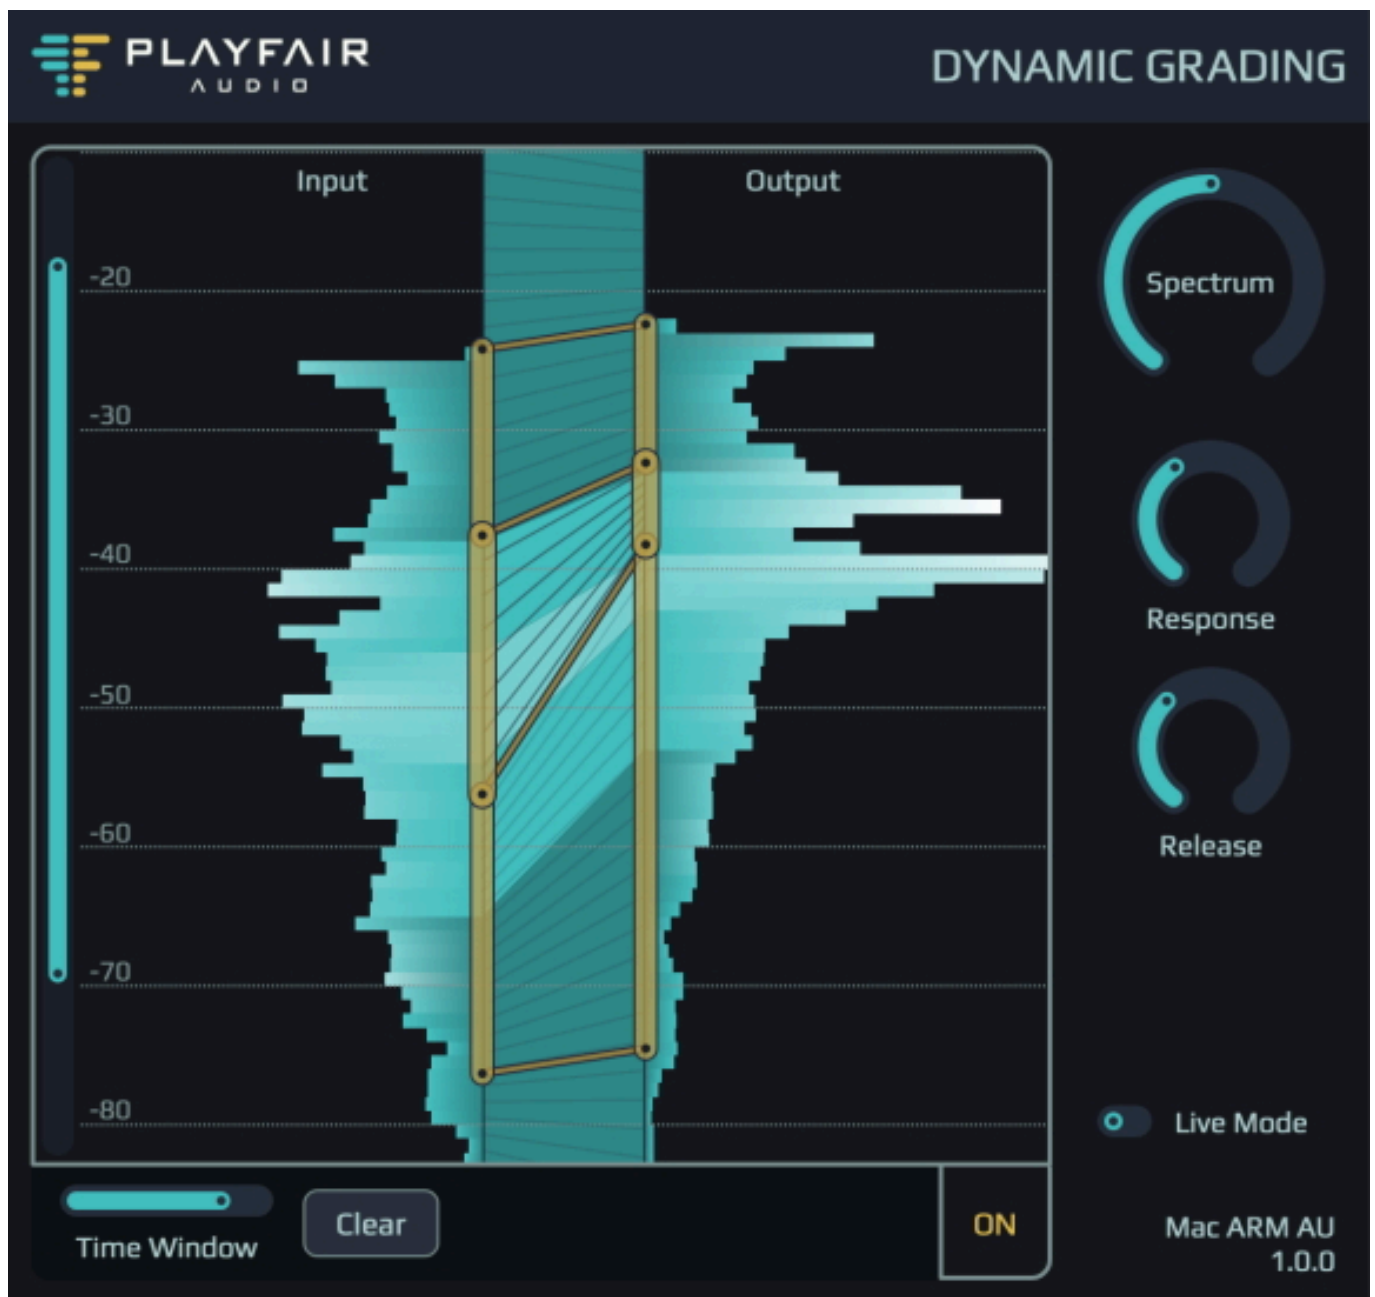 PLAYFAIR
AUDIO
DYNAMIC GRADING
Input
Output
-20
-30
-40
-50
-60
-70
-80
Spectrum
Response
Release
Live Mode
Time Window
Clear
ON
Mac ARM AU
1.0.0